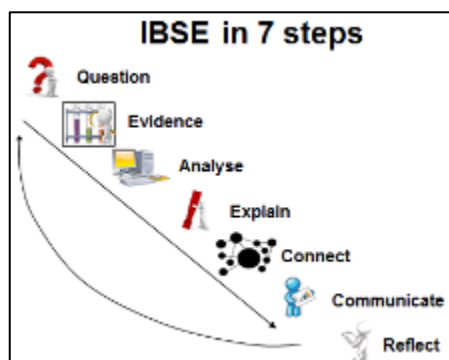 IBSE in 7 steps
Question
Evidence
Analyse
Explain
Connect
Communicate
Reflect